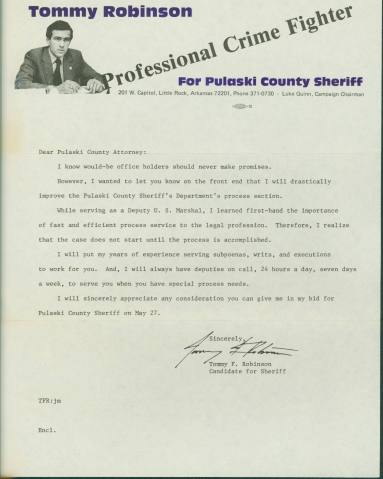 Tommy Robinson
Professional Crime Fighter
For Pulaski County Sheriff
201 W. Capitol, Little Rock, Arkansas 72201, Phone 371-0730 - Luke Quinn, Campaign Chairman
Dear Pulaski County Attorney:
I know would-be office holders should never make promises.
However, I wanted to let you know on the front end that I will drastically
improve the Pulaski County Sheriff's Department's process section.
While serving as a Deputy U. S. Marshal, I learned first-hand the importance
of fast and efficient process service to the legal profession. Therefore, I realize
that the case does not start until the process is accomplished.
I will put my years of experience serving subpoenas, writs, and executions
to work for you. And, I will always have deputies on call, 24 hours a day, seven days
a week, to serve you when you have special process needs.
I will sincerely appreciate any consideration you can give me in my bid for
Pulaski County Sheriff on May 27.
Sincerely,
Tommy F. Robinson
Tommy F. Robinson
Candidate for Sheriff
TFR:jm
Encl.